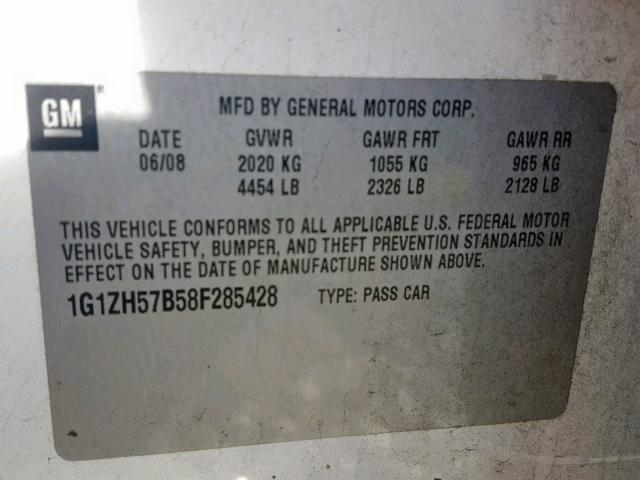 GM®
MFD BY GENERAL MOTORS CORP.
DATE GVWR GAWR FRT GAWR RR
06/08 2020 KG 1055 KG 965 KG
4454 LB 2326 LB 2128 LB
THIS VEHICLE CONFORMS TO ALL APPLICABLE U.S. FEDERAL MOTOR
VEHICLE SAFETY, BUMPER, AND THEFT PREVENTION STANDARDS IN
EFFECT ON THE DATE OF MANUFACTURE SHOWN ABOVE.
1G1ZH57B58F285428 TYPE: PASS CAR